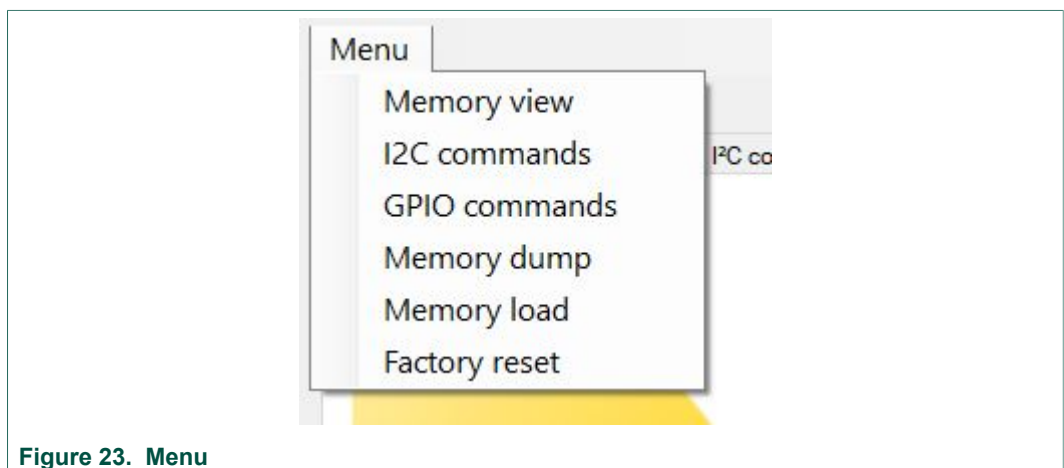 Menu
Memory view
I2C commands
I²C co
GPIO commands
Memory dump
Memory load
Factory reset
Figure 23. Menu